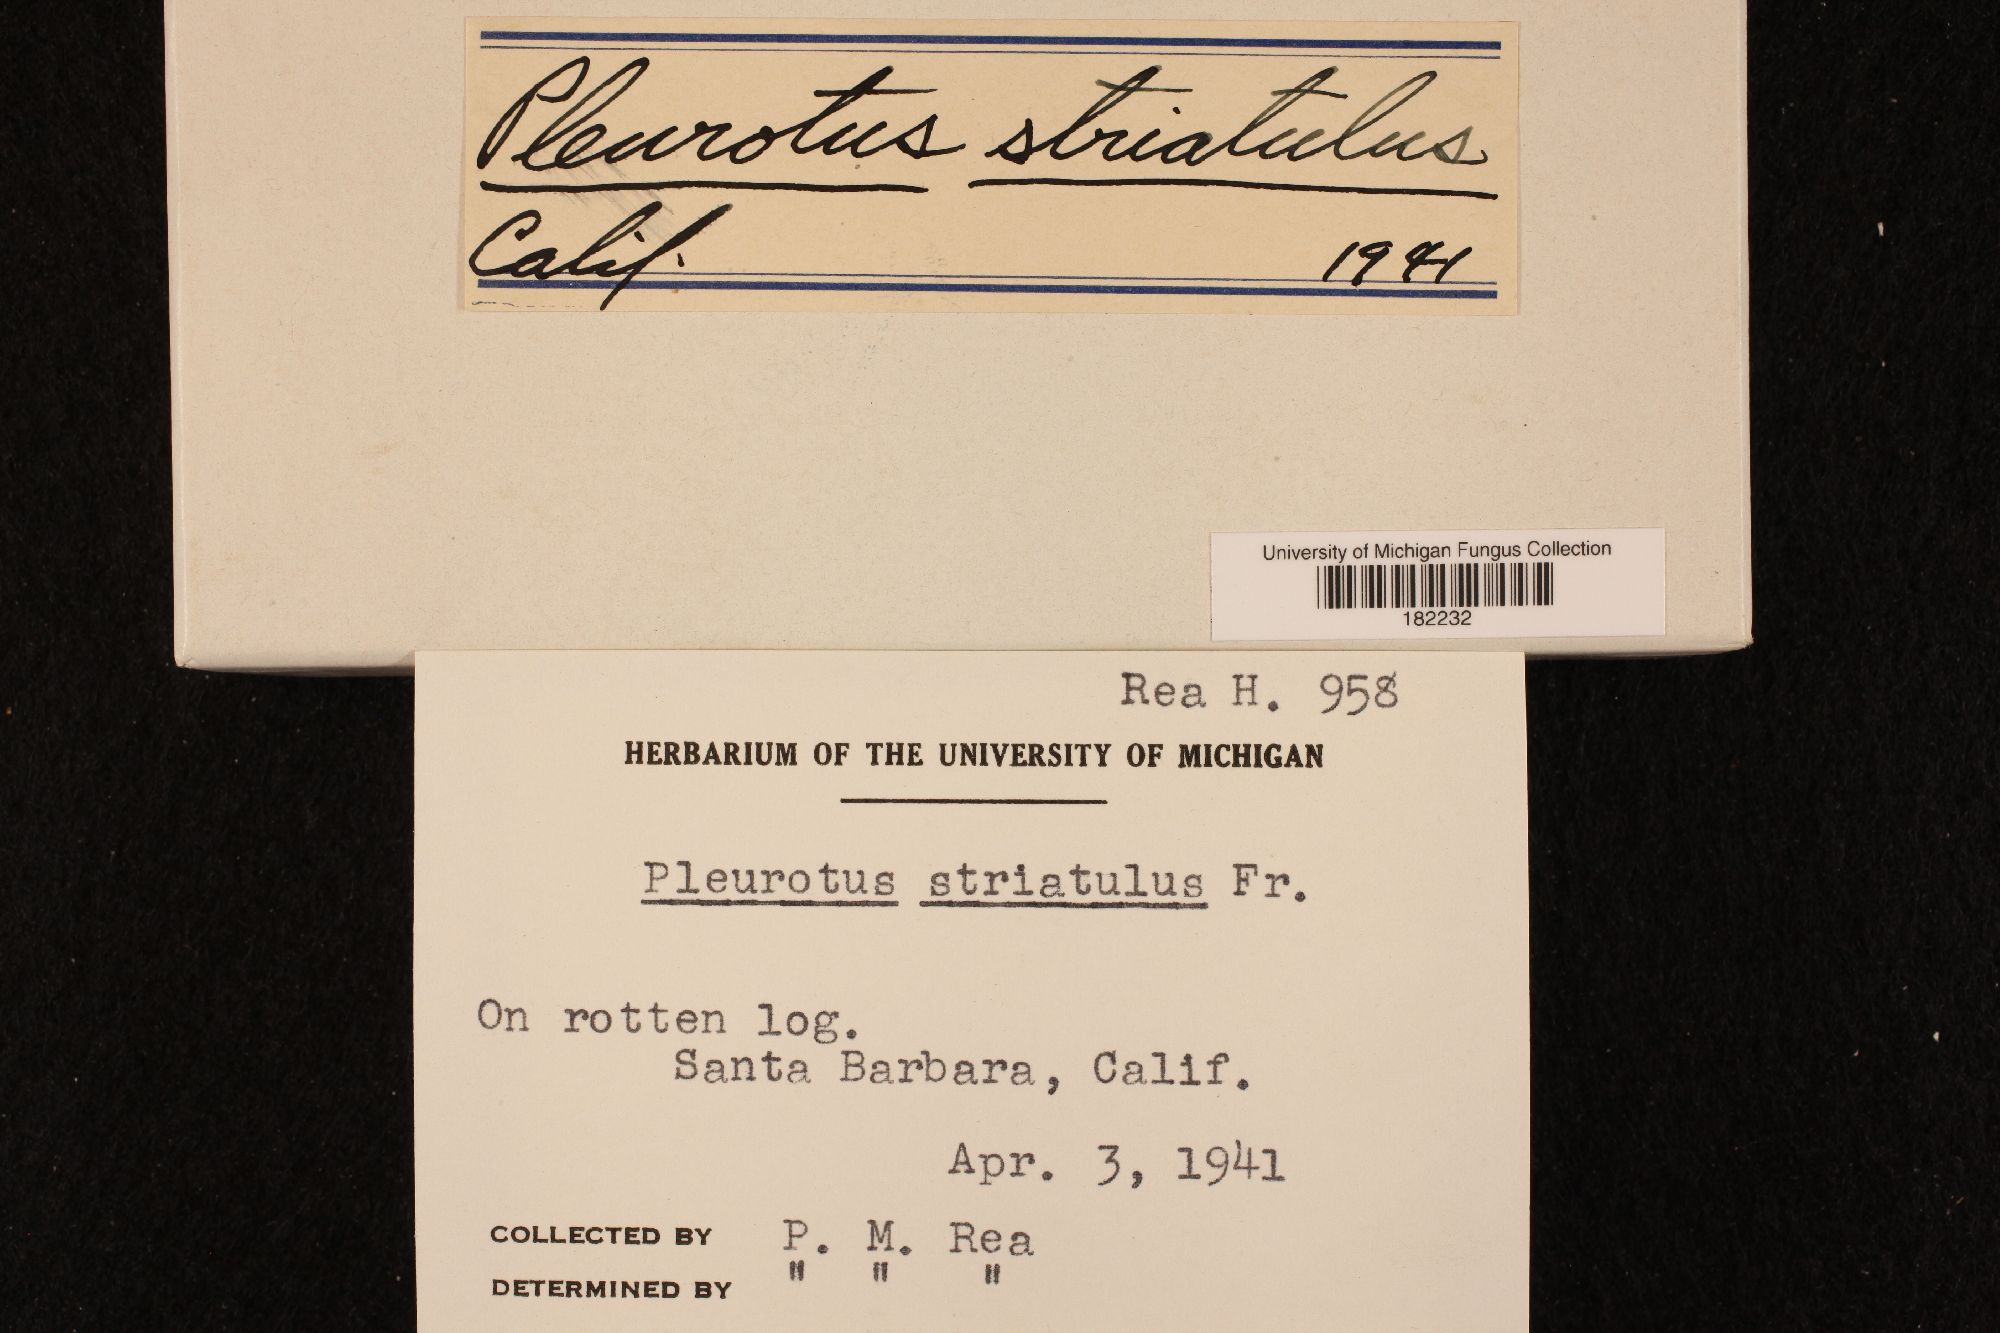 Pleurotus striatulus
Calif. 1941
University of Michigan Fungus Collection
182232
Rea H. 958
HERBARIUM OF THE UNIVERSITY OF MICHIGAN
Pleurotus striatulus Fr.
On rotten log.
Santa Barbara, Calif.
Apr. 3, 1941
COLLECTED BY P. M. Rea
DETERMINED BY " " "